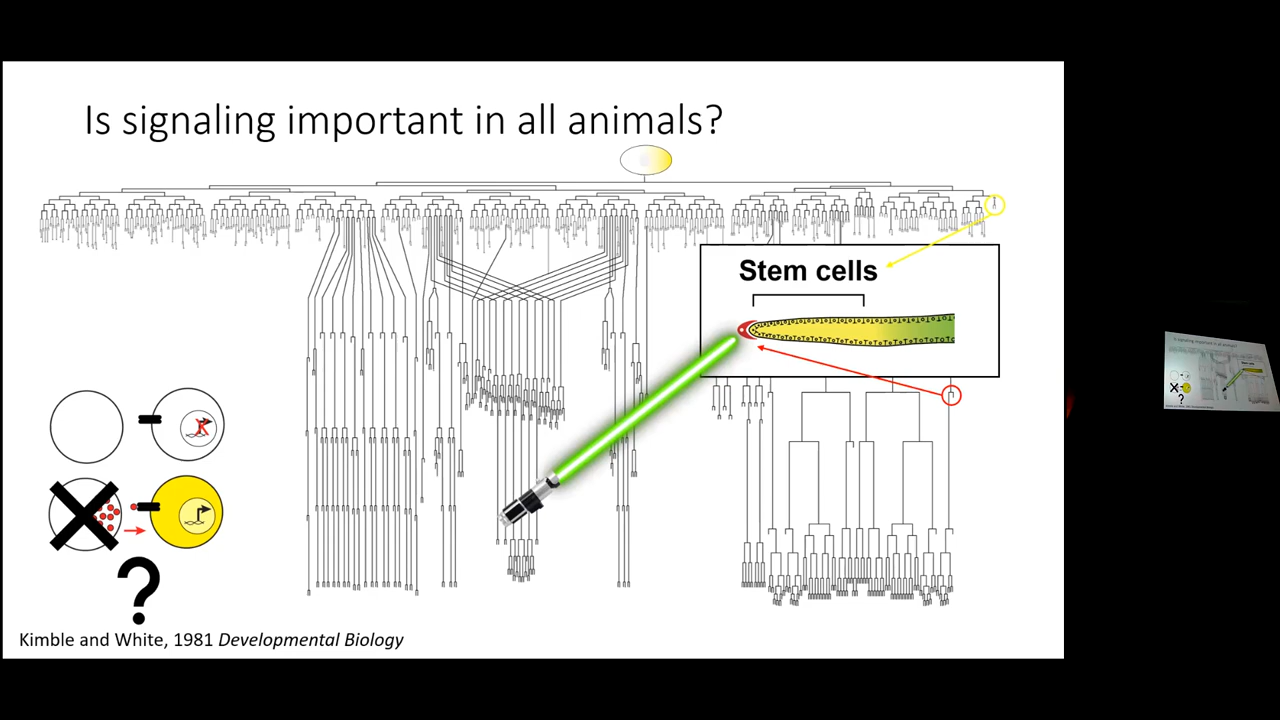 Is signaling important in all animals?
Stem cells
?
Kimble and White, 1981 Developmental Biology